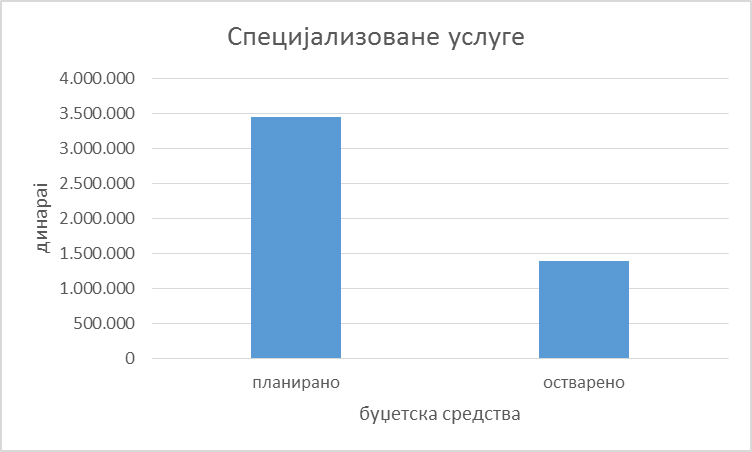 Специјализоване услуге
4.000.000
3.500.000
3.000.000
2.500.000
2.000.000
1.500.000
1.000.000
500.000
0
динараi
планирано
остварено
буџетска средства